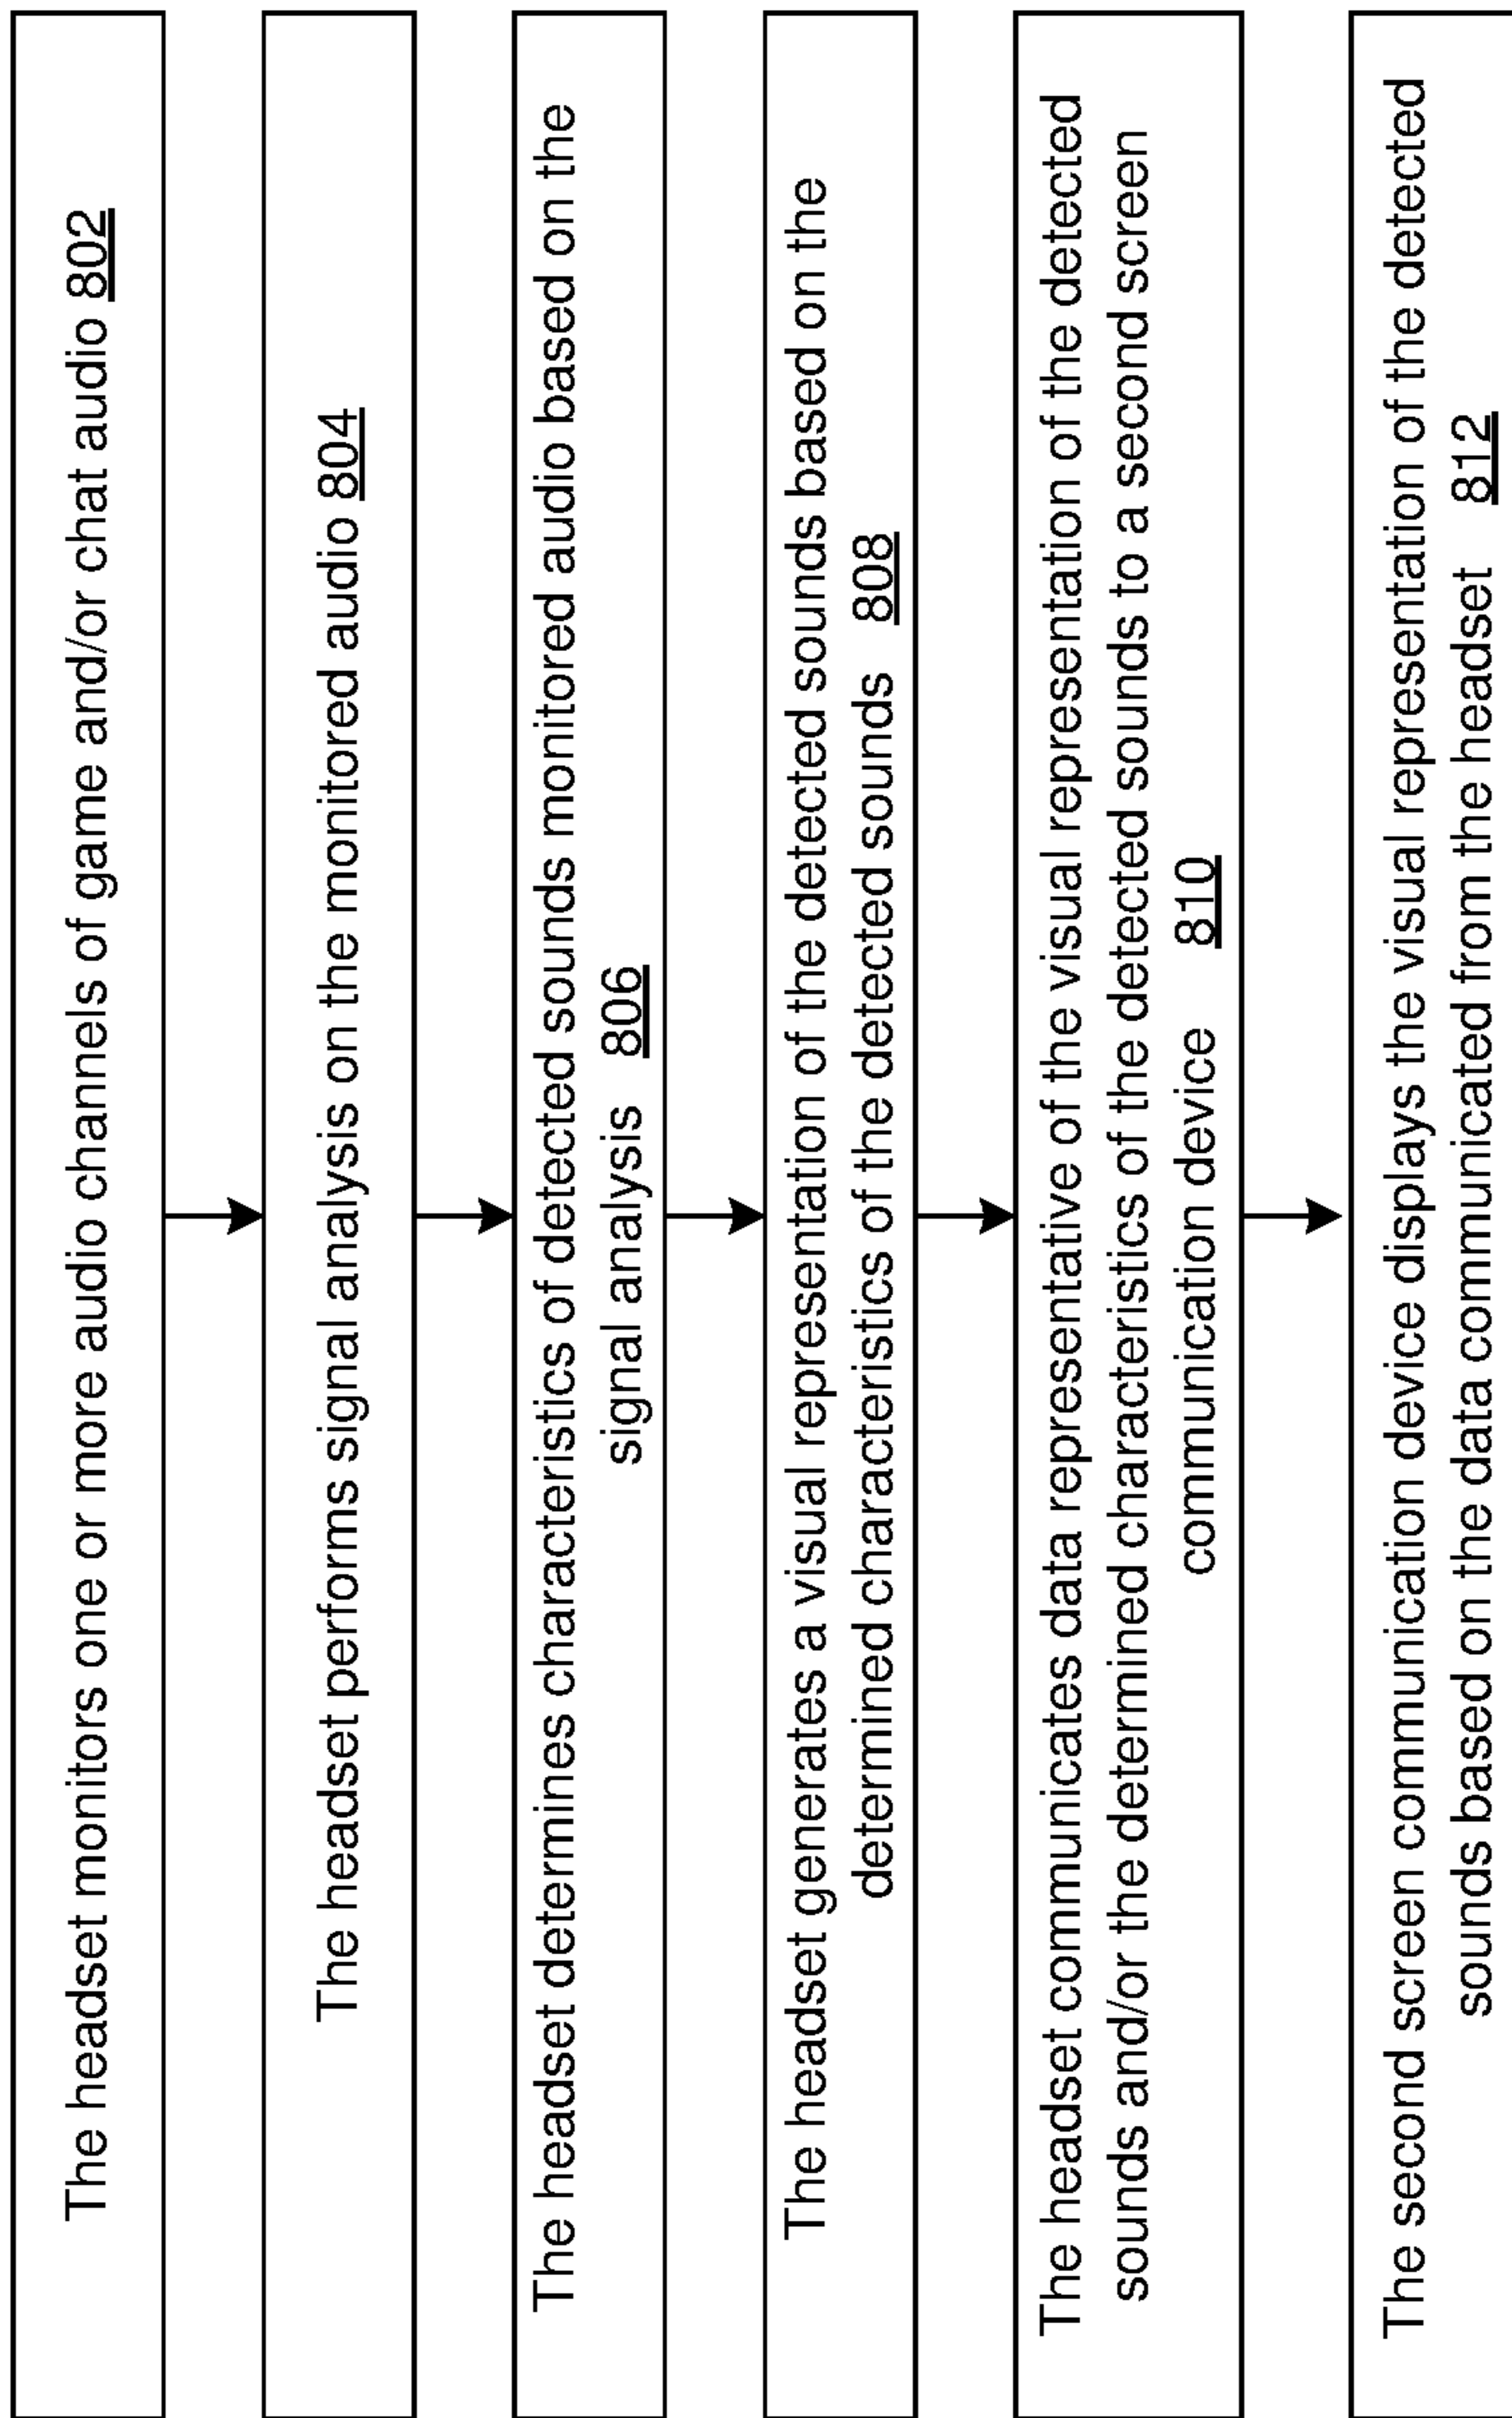 The headset monitors one or more audio channels of game and/or chat audio 802
The headset performs signal analysis on the monitored audio 804
The headset determines characteristics of detected sounds monitored audio based on the
signal analysis 806
The headset generates a visual representation of the detected sounds based on the
determined characteristics of the detected sounds 808
The headset communicates data representative of the visual representation of the detected
sounds and/or the determined characteristics of the detected sounds to a second screen
communication device 810
The second screen communication device displays the visual representation of the detected
sounds based on the data communicated from the headset 812